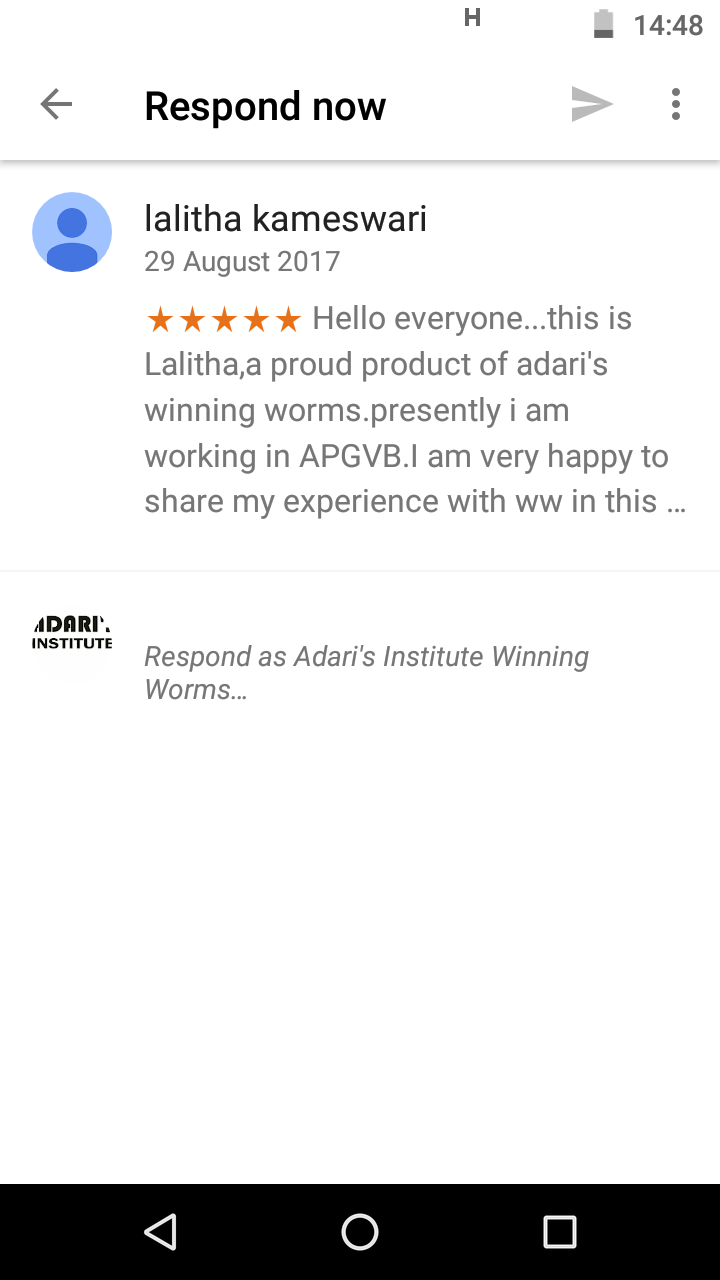 H
14:48
Respond now
lalitha kameswari
29 August 2017
★★★★★ Hello everyone...this is
Lalitha,a proud product of adari's
winning worms.presently i am
working in APGVB.I am very happy to
share my experience with ww in this ...
ADARI'.
INSTITUTE
Respond as Adari's Institute Winning
Worms…